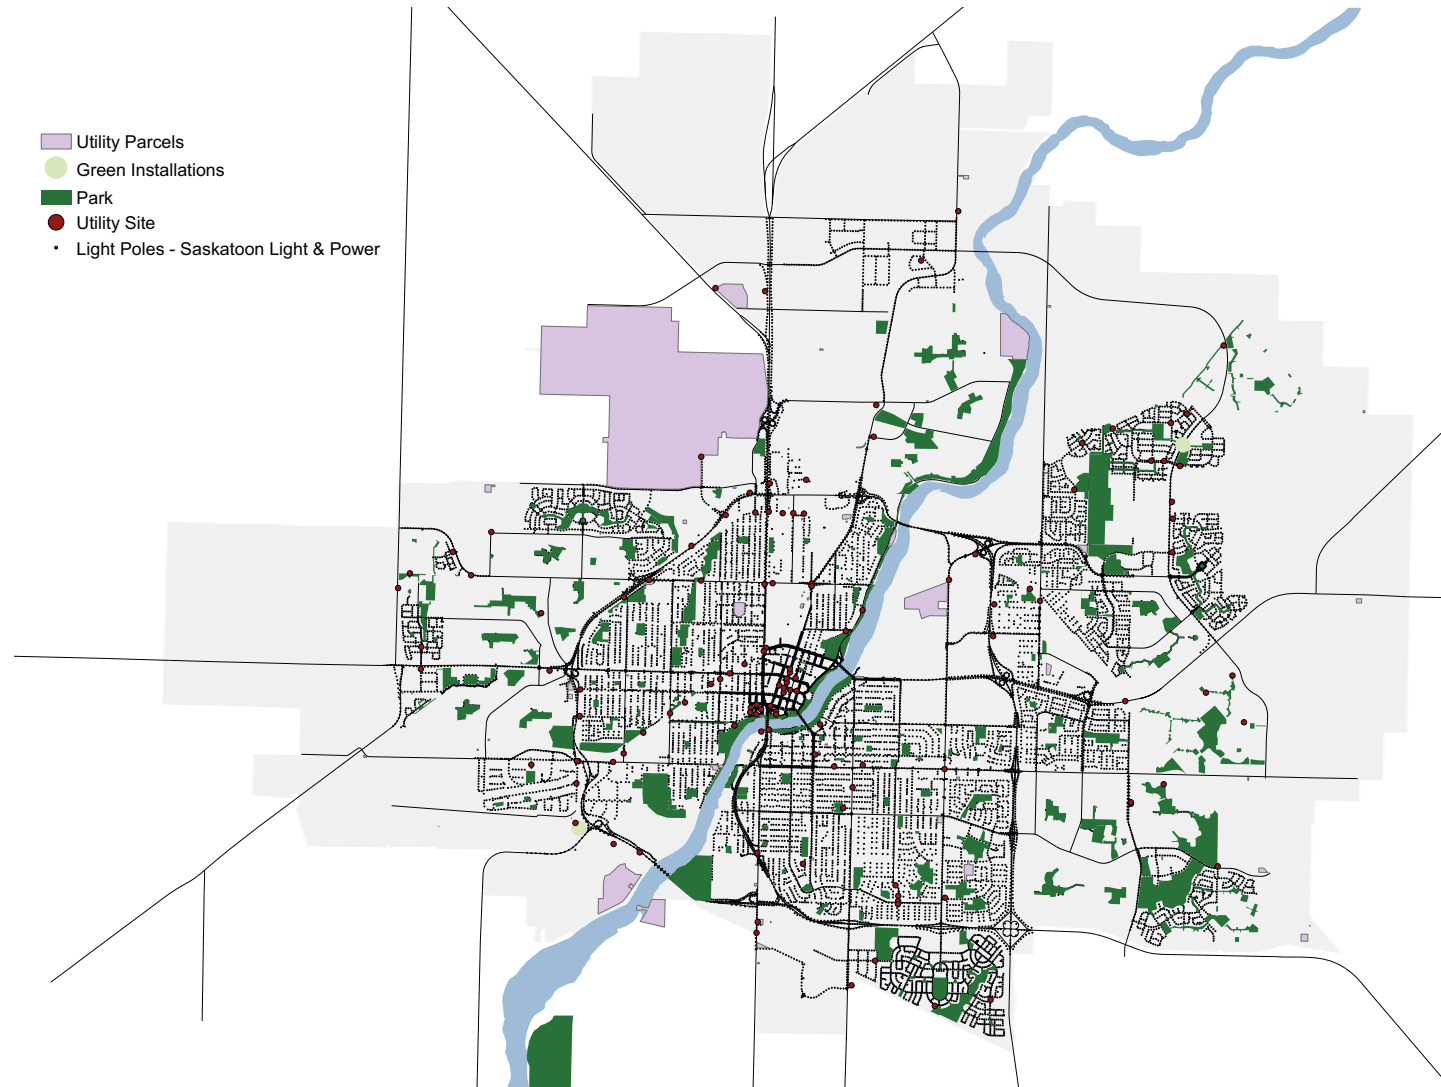 Utility Parcels
Green Installations
Park
Utility Site
Light Poles - Saskatoon Light & Power